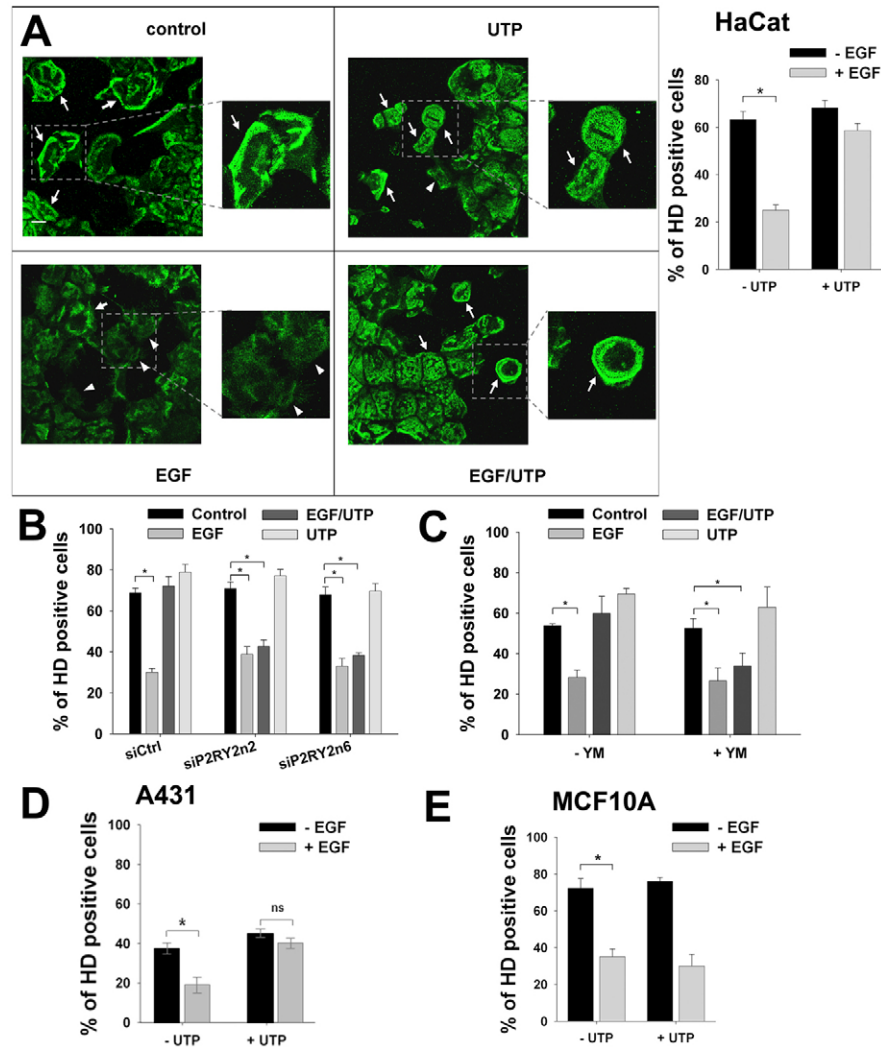 A
control
UTP
EGF
EGF/UTP
HaCat
- EGF
+ EGF
% of HD positive cells
80
60
40
20
0
*
- UTP
+ UTP
B
Control
EGF
EGF/UTP
UTP
% of HD positive cells
100
80
60
40
20
0
*
*
*
*
*
siCtrl
siP2RY2n2
siP2RY2n6
C
Control
EGF
EGF/UTP
UTP
% of HD positive cells
100
80
60
40
20
0
*
*
*
- YM
+ YM
D
A431
- EGF
+ EGF
% of HD positive cells
100
80
60
40
20
0
*
ns
- UTP
+ UTP
E
MCF10A
- EGF
+ EGF
% of HD positive cells
100
80
60
40
20
0
*
- UTP
+ UTP